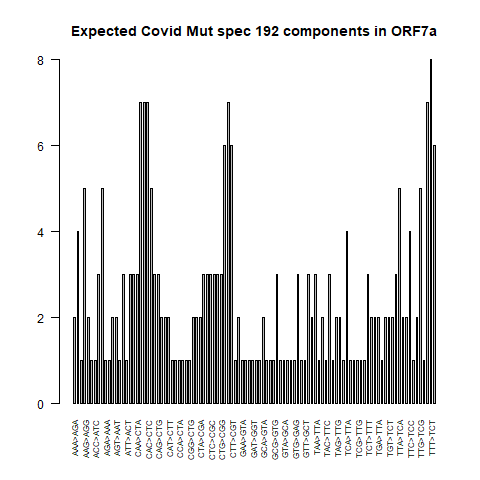 Expected Covid Mut spec 192 components in ORF7a
8
6
4
2
0
AAA>AGA
AAG>AGG
ACC>ATC
AGA>AAA
AGT>AAT
ATT>ACT
CAA>CTA
CAC>CTC
CAG>CTG
CAT>CTT
CCA>CTA
CGG>CTG
CTA>CGA
CTC>CGC
CTG>CGG
CTT>CGT
GAA>GTA
GAT>GGT
GCA>GTA
GCG>GTG
GTA>GCA
GTG>GAG
GTT>GCT
TAA>TTA
TAC>TTC
TAG>TTG
TCA>TTA
TCG>TTG
TCT>TTT
TGA>TTA
TGT>TCT
TTA>TCA
TTC>TCC
TTG>TCG
TTT>TCT